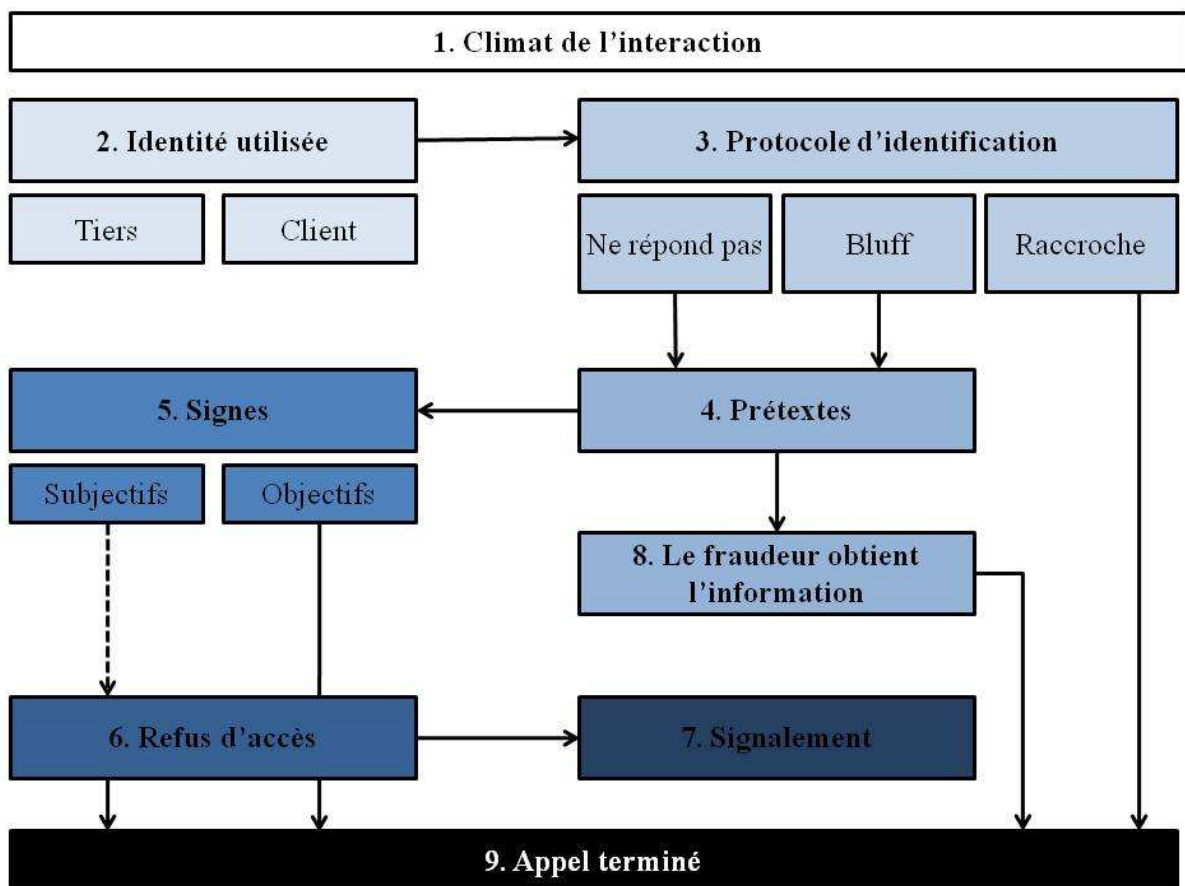 1. Climat de l'interaction
2. Identité utilisée
3. Protocole d'identification
Tiers
Client
Ne répond pas
Bluff
Raccroche
5. Signes
4. Prétextes
Subjectifs
Objectifs
8. Le fraudeur obtient
l'information
6. Refus d'accès
7. Signalement
9. Appel terminé